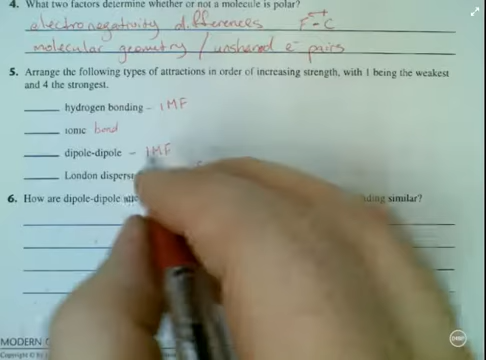 4. What two factors determine whether or not a molecule is polar?
electronegativity differences F-C
molecular geometry / unshared e- pairs
5. Arrange the following types of attractions in order of increasing strength, with 1 being the weakest
and 4 the strongest.
hydrogen bonding - IMF
ionic bond
dipole-dipole - IMF
London
6. How are dipole-dipole similar?
MODERN
Copyright ©